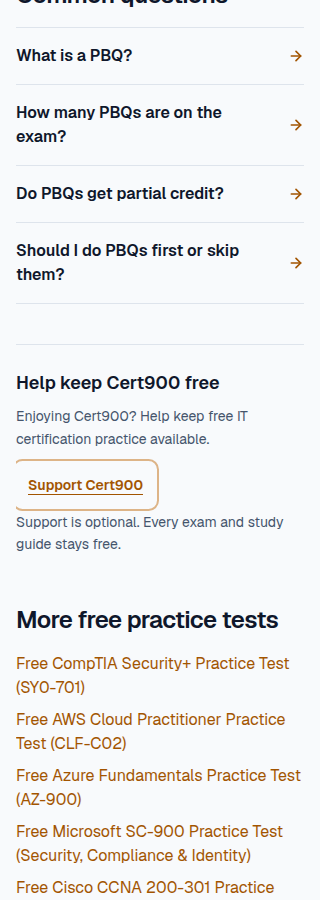 Common questions
What is a PBQ?
How many PBQs are on the
exam?
Do PBQs get partial credit?
Should I do PBQs first or skip
them?
Help keep Cert900 free
Enjoying Cert900? Help keep free IT
certification practice available.
Support Cert900
Support is optional. Every exam and study
guide stays free.
More free practice tests
Free CompTIA Security+ Practice Test
(SY0-701)
Free AWS Cloud Practitioner Practice
Test (CLF-C02)
Free Azure Fundamentals Practice Test
(AZ-900)
Free Microsoft SC-900 Practice Test
(Security, Compliance & Identity)
Free Cisco CCNA 200-301 Practice